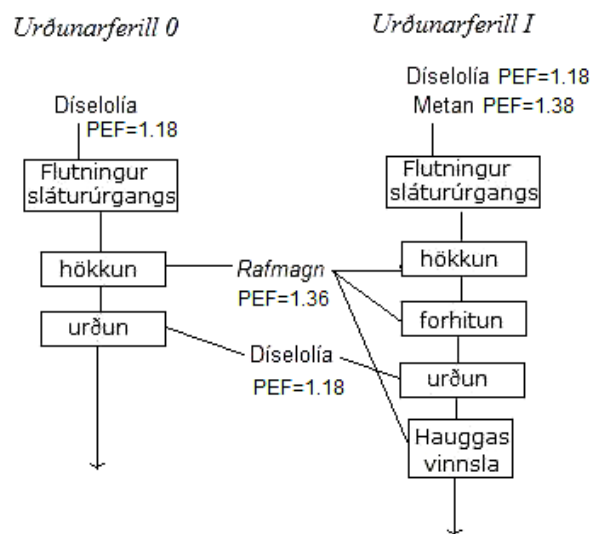 Urðunarferill 0
Urðunarferill I
Díselolía
PEF=1.18
Díselolía PEF=1.18
Metan PEF=1.38
Flutningur
sláturúrgangs
Flutningur
sláturúrgangs
hökkun
Rafmagn
PEF=1.36
hökkun
forhitun
urðun
Díselolía
PEF=1.18
urðun
Hauggas
vinnsla